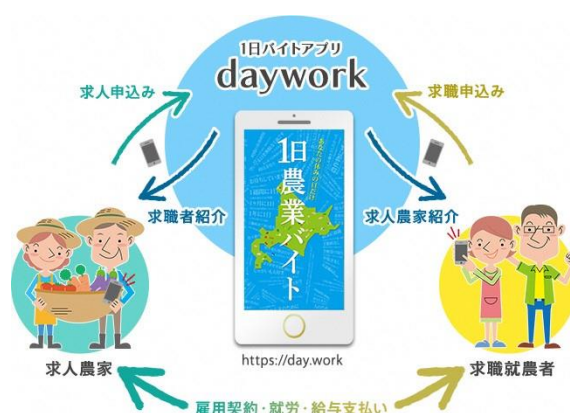 1日バイトアプリ
daywork
求人申込み
求職申込み
あなたの休みの日だけ
1日農業バイト
求職者紹介
求人農家紹介
https://day.work
求人農家
求職就農者
雇用契約・就労・給与支払い